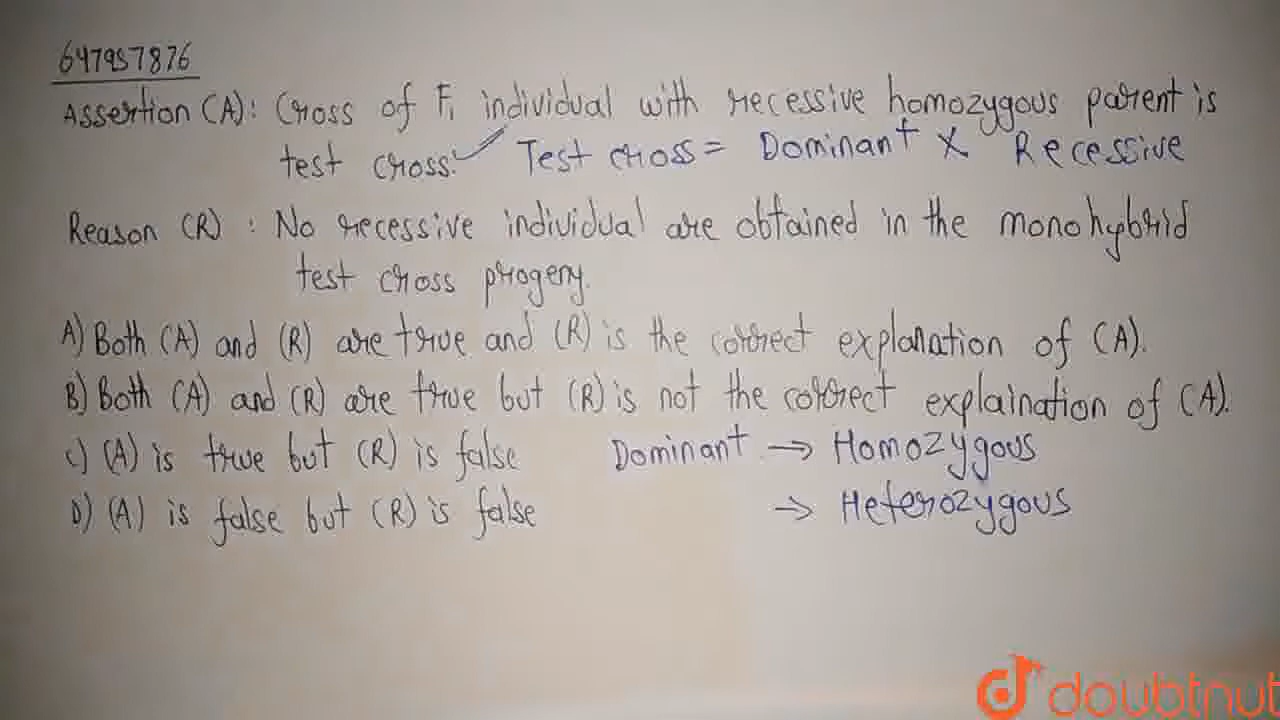 647957876
Assertion (A): Cross of F1 individual with recessive homozygous parent is
test cross. ✓ Test cross = Dominant X Recessive
Reason (R) : No recessive individual are obtained in the monohybrid
test cross progeny.
A) Both (A) and (R) are true and (R) is the correct explanation of (A).
B) Both (A) and (R) are true but (R) is not the correct explaination of (A).
C) (A) is true but (R) is false Dominant → Homozygous
D) (A) is false but (R) is false → Heterozygous
doubtnut